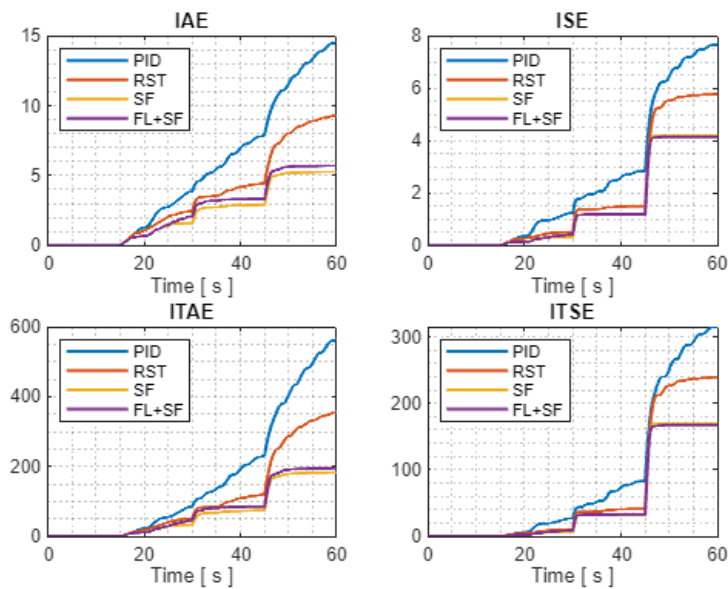 IAE
15
10
5
0
PID
RST
SF
FL+SF
0 20 40 60
Time [ s ]
ISE
8
6
4
2
0
PID
RST
SF
FL+SF
0 20 40 60
Time [ s ]
ITAE
600
400
200
0
PID
RST
SF
FL+SF
0 20 40 60
Time [ s ]
ITSE
300
200
100
0
PID
RST
SF
FL+SF
0 20 40 60
Time [ s ]